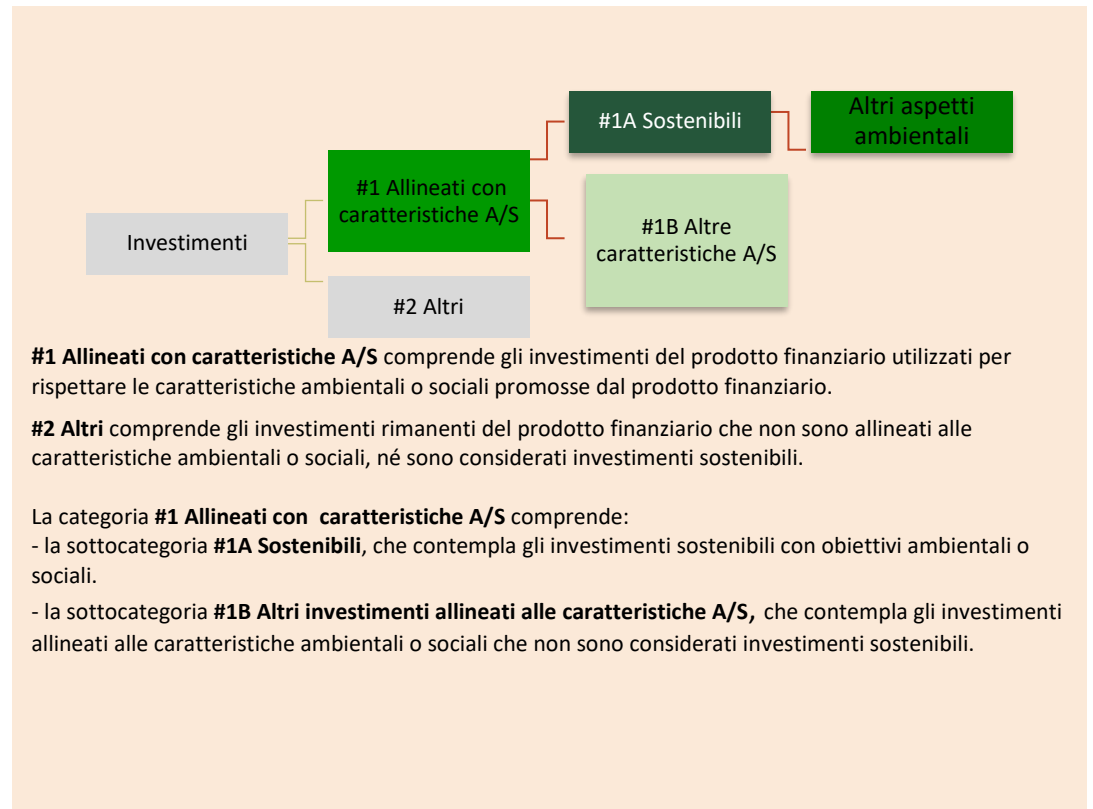 #1A Sostenibili
Altri aspetti
ambientali
#1 Allineati con
caratteristiche A/S
#1B Altre
caratteristiche A/S
Investimenti
#2 Altri
#1 Allineati con caratteristiche A/S comprende gli investimenti del prodotto finanziario utilizzati per
rispettare le caratteristiche ambientali o sociali promosse dal prodotto finanziario.
#2 Altri comprende gli investimenti rimanenti del prodotto finanziario che non sono allineati alle
caratteristiche ambientali o sociali, né sono considerati investimenti sostenibili.
La categoria #1 Allineati con  caratteristiche A/S comprende:
- la sottocategoria #1A Sostenibili, che contempla gli investimenti sostenibili con obiettivi ambientali o
sociali.
- la sottocategoria #1B Altri investimenti allineati alle caratteristiche A/S, che contempla gli investimenti
allineati alle caratteristiche ambientali o sociali che non sono considerati investimenti sostenibili.